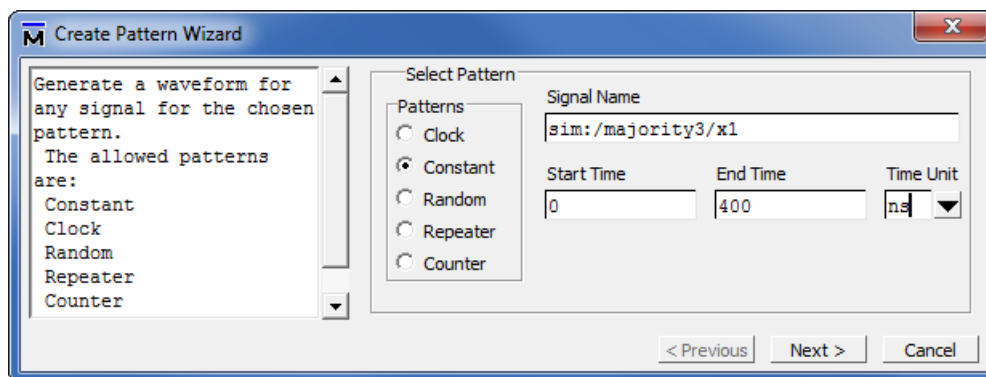 M Create Pattern Wizard
Generate a waveform for
any signal for the chosen
pattern.
The allowed patterns
are:
Constant
Clock
Random
Repeater
Counter
Select Pattern
Patterns
Clock
Constant
Random
Repeater
Counter
Signal Name
sim:/majority3/x1
Start Time End Time Time Unit
0 400 ns
< Previous Next > Cancel